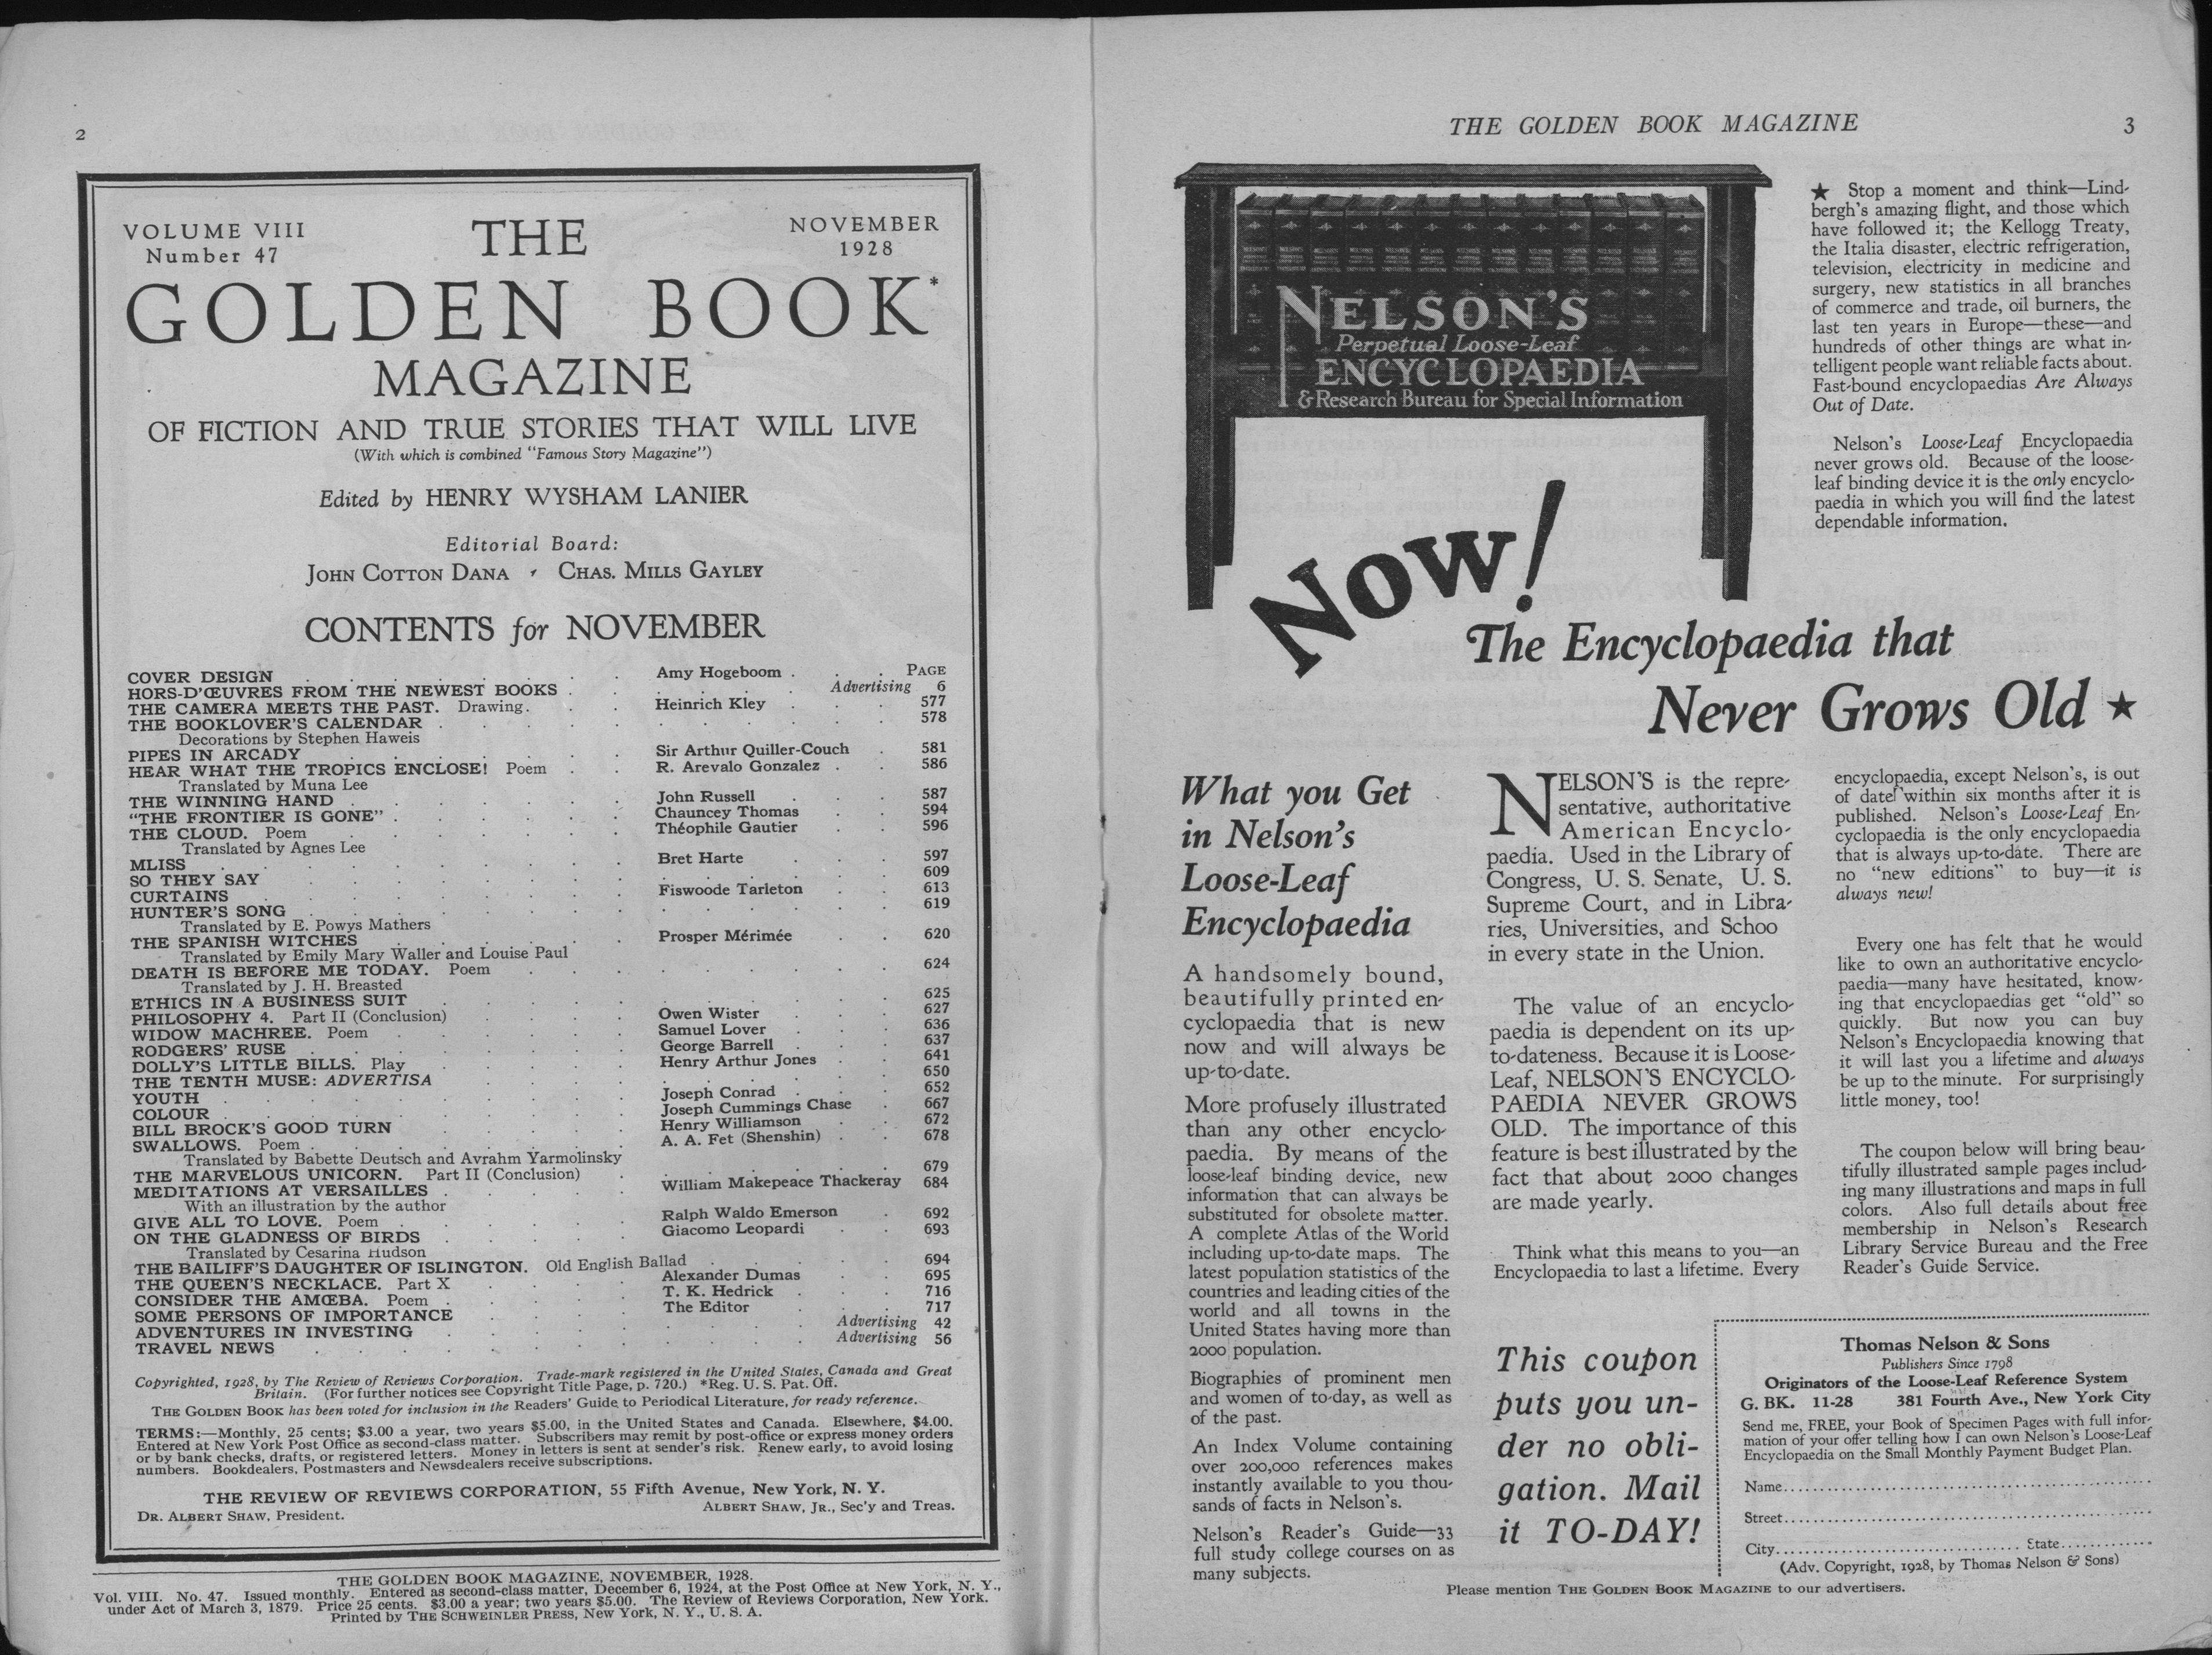 2
VOLUME VIII
Number 47
THE
NOVEMBER
1928
GOLDEN BOOK*
MAGAZINE
OF FICTION AND TRUE STORIES THAT WILL LIVE
(With which is combined "Famous Story Magazine")
Edited by HENRY WYSHAM LANIER
Editorial Board:
JOHN COTTON DANA , CHAS. MILLS GAYLEY
CONTENTS for NOVEMBER
PAGE
COVER DESIGN . . . . . . . Amy Hogeboom . . .
HORS-D'ŒUVRES FROM THE NEWEST BOOKS . . . . Advertising 6
THE CAMERA MEETS THE PAST. Drawing. . . Heinrich Kley . . . 577
THE BOOKLOVER'S CALENDAR . . . . . . . . . 578
Decorations by Stephen Haweis
PIPES IN ARCADY . . . . . . Sir Arthur Quiller-Couch . 581
HEAR WHAT THE TROPICS ENCLOSE! Poem . . R. Arevalo Gonzalez . . 586
Translated by Muna Lee
THE WINNING HAND . . . . . . John Russell . . . 587
"THE FRONTIER IS GONE" . . . . . Chauncey Thomas . . 594
THE CLOUD. Poem . . . . . . Théophile Gautier . . 596
Translated by Agnes Lee
MLISS . . . . . . . Bret Harte . . . 597
SO THEY SAY . . . . . . . . . . 609
CURTAINS . . . . . . . Fiswoode Tarleton . . 613
HUNTER'S SONG . . . . . . . . . . 619
Translated by E. Powys Mathers
THE SPANISH WITCHES . . . . . Prosper Mérimée . . 620
Translated by Emily Mary Waller and Louise Paul
DEATH IS BEFORE ME TODAY. Poem . . . . . . . 624
Translated by J. H. Breasted
ETHICS IN A BUSINESS SUIT . . . . . . . . 625
PHILOSOPHY 4. Part II (Conclusion) . . . . Owen Wister . . . 627
WIDOW MACHREE. Poem . . . . . Samuel Lover . . . 636
RODGERS' RUSE . . . . . . George Barrell . . . 637
DOLLY'S LITTLE BILLS. Play . . . . . Henry Arthur Jones . . 641
THE TENTH MUSE: ADVERTISA . . . . . . . . 650
YOUTH . . . . . . . Joseph Conrad . . . 652
COLOUR . . . . . . . Joseph Cummings Chase . 667
BILL BROCK'S GOOD TURN . . . . . Henry Williamson . . 672
SWALLOWS. Poem . . . . . . A. A. Fet (Shenshin) . . 678
Translated by Babette Deutsch and Avrahm Yarmolinsky
THE MARVELOUS UNICORN. Part II (Conclusion) . . . . . . 679
MEDITATIONS AT VERSAILLES . . . . . William Makepeace Thackeray 684
With an illustration by the author
GIVE ALL TO LOVE. Poem . . . . . Ralph Waldo Emerson . 692
ON THE GLADNESS OF BIRDS . . . . . Giacomo Leopardi . . 693
Translated by Cesarina Hudson
THE BAILIFF'S DAUGHTER OF ISLINGTON. Old English Ballad . . . . 694
THE QUEEN'S NECKLACE. Part X . . . . Alexander Dumas . . 695
CONSIDER THE AMŒBA. Poem . . . . . T. K. Hedrick . . . 716
SOME PERSONS OF IMPORTANCE . . . . The Editor . . . 717
ADVENTURES IN INVESTING . . . . . . . Advertising 42
TRAVEL NEWS . . . . . . . . . Advertising 56
Copyrighted, 1928, by The Review of Reviews Corporation. Trade-mark registered in the United States, Canada and Great
Britain. (For further notices see Copyright Title Page, p. 720.) *Reg. U. S. Pat. Off.
THE GOLDEN BOOK has been voted for inclusion in the Readers' Guide to Periodical Literature, for ready reference.
TERMS:—Monthly, 25 cents; $3.00 a year, two years $5.00, in the United States and Canada. Elsewhere, $4.00.
Entered at New York Post Office as second-class matter. Subscribers may remit by post-office or express money orders
or by bank checks, drafts, or registered letters. Money in letters is sent at sender's risk. Renew early, to avoid losing
numbers. Bookdealers, Postmasters and Newsdealers receive subscriptions.
THE REVIEW OF REVIEWS CORPORATION, 55 Fifth Avenue, New York, N. Y.
DR. ALBERT SHAW, President. ALBERT SHAW, JR., Sec'y and Treas.
THE GOLDEN BOOK MAGAZINE, NOVEMBER, 1928.
Vol. VIII. No. 47. Issued monthly. Entered as second-class matter, December 6, 1924, at the Post Office at New York, N. Y.,
under Act of March 3, 1879. Price 25 cents. $3.00 a year; two years $5.00. The Review of Reviews Corporation, New York.
Printed by THE SCHWEINLER PRESS, New York, N. Y., U. S. A.
THE GOLDEN BOOK MAGAZINE 3
NELSON'S
Perpetual Loose-Leaf
ENCYCLOPAEDIA
& Research Bureau for Special Information
★ Stop a moment and think—Lind-
bergh's amazing flight, and those which
have followed it; the Kellogg Treaty,
the Italia disaster, electric refrigeration,
television, electricity in medicine and
surgery, new statistics in all branches
of commerce and trade, oil burners, the
last ten years in Europe—these—and
hundreds of other things are what in-
telligent people want reliable facts about.
Fast-bound encyclopaedias Are Always
Out of Date.
Nelson's Loose-Leaf Encyclopaedia
never grows old. Because of the loose-
leaf binding device it is the only encyclo-
paedia in which you will find the latest
dependable information.
Now!
The Encyclopaedia that
Never Grows Old ★
What you Get
in Nelson's
Loose-Leaf
Encyclopaedia
A handsomely bound,
beautifully printed en-
cyclopaedia that is new
now and will always be
up-to-date.
More profusely illustrated
than any other encyclo-
paedia. By means of the
loose-leaf binding device, new
information that can always be
substituted for obsolete matter.
A complete Atlas of the World
including up-to-date maps. The
latest population statistics of the
countries and leading cities of the
world and all towns in the
United States having more than
2000 population.
Biographies of prominent men
and women of to-day, as well as
of the past.
An Index Volume containing
over 200,000 references makes
instantly available to you thou-
sands of facts in Nelson's.
Nelson's Reader's Guide—33
full study college courses on as
many subjects.
NELSON'S is the repre-
sentative, authoritative
American Encyclo-
paedia. Used in the Library of
Congress, U. S. Senate, U. S.
Supreme Court, and in Libra-
ries, Universities, and Schoo
in every state in the Union.
The value of an encyclo-
paedia is dependent on its up-
to-dateness. Because it is Loose-
Leaf, NELSON'S ENCYCLO-
PAEDIA NEVER GROWS
OLD. The importance of this
feature is best illustrated by the
fact that about 2000 changes
are made yearly.
Think what this means to you—an
Encyclopaedia to last a lifetime. Every
encyclopaedia, except Nelson's, is out
of date within six months after it is
published. Nelson's Loose-Leaf En-
cyclopaedia is the only encyclopaedia
that is always up-to-date. There are
no "new editions" to buy—it is
always new!
Every one has felt that he would
like to own an authoritative encyclo-
paedia—many have hesitated, know-
ing that encyclopaedias get "old" so
quickly. But now you can buy
Nelson's Encyclopaedia knowing that
it will last you a lifetime and always
be up to the minute. For surprisingly
little money, too!
The coupon below will bring beau-
tifully illustrated sample pages includ-
ing many illustrations and maps in full
colors. Also full details about free
membership in Nelson's Research
Library Service Bureau and the Free
Reader's Guide Service.
This coupon
puts you un-
der no obli-
gation. Mail
it TO-DAY!
Thomas Nelson & Sons
Publishers Since 1798
Originators of the Loose-Leaf Reference System
G. BK. 11-28 381 Fourth Ave., New York City
Send me, FREE, your Book of Specimen Pages with full infor-
mation of your offer telling how I can own Nelson's Loose-Leaf
Encyclopaedia on the Small Monthly Payment Budget Plan.
Name..........
Street..........
City.......... State..........
(Adv. Copyright, 1928, by Thomas Nelson & Sons)
Please mention THE GOLDEN BOOK MAGAZINE to our advertisers.